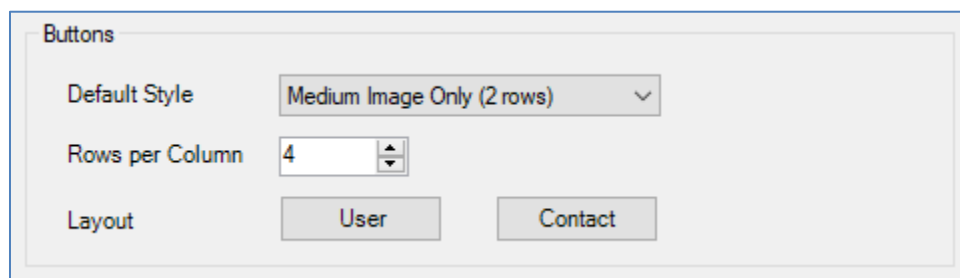 Buttons
Default Style Medium Image Only (2 rows)
Rows per Column 4
Layout User Contact